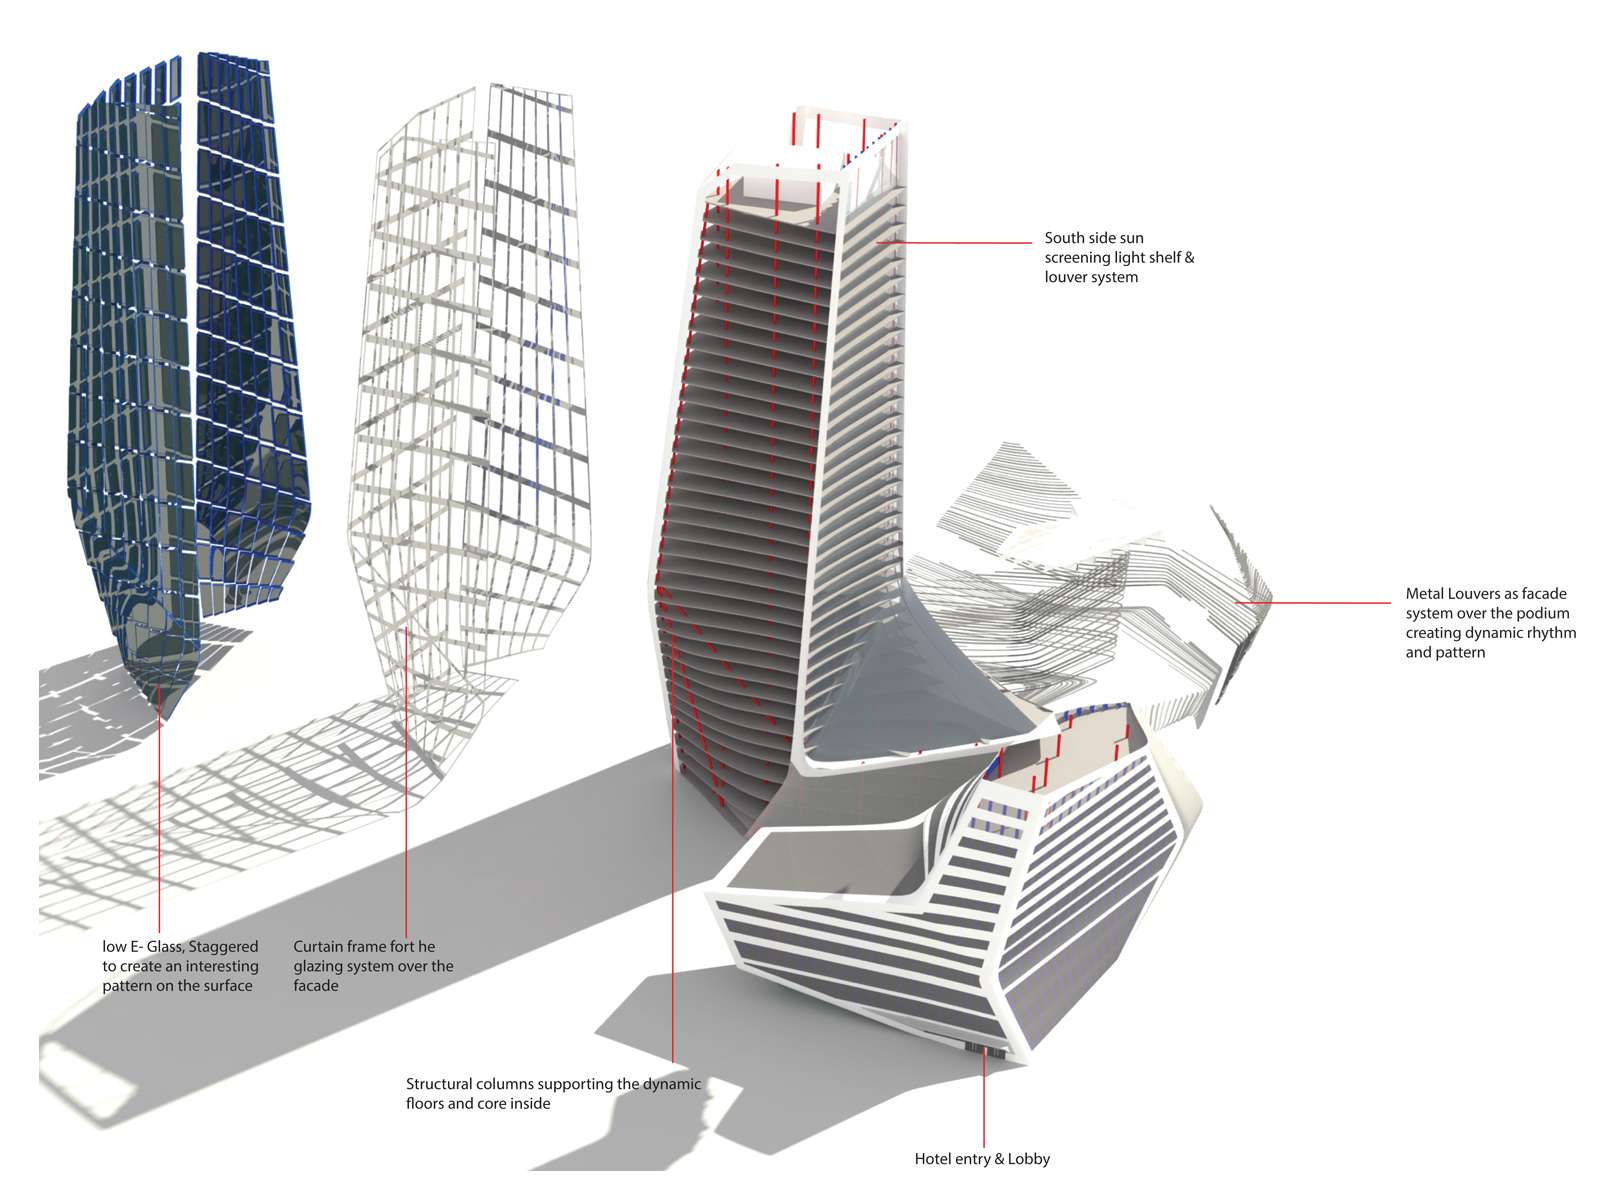 South side sun
screening light shelf &
louver system
Metal Louvers as facade
system over the podium
creating dynamic rhythm
and pattern
low E- Glass, Staggered
to create an interesting
pattern on the surface
Curtain frame fort he
glazing system over the
facade
Structural columns supporting the dynamic
floors and core inside
Hotel entry & Lobby